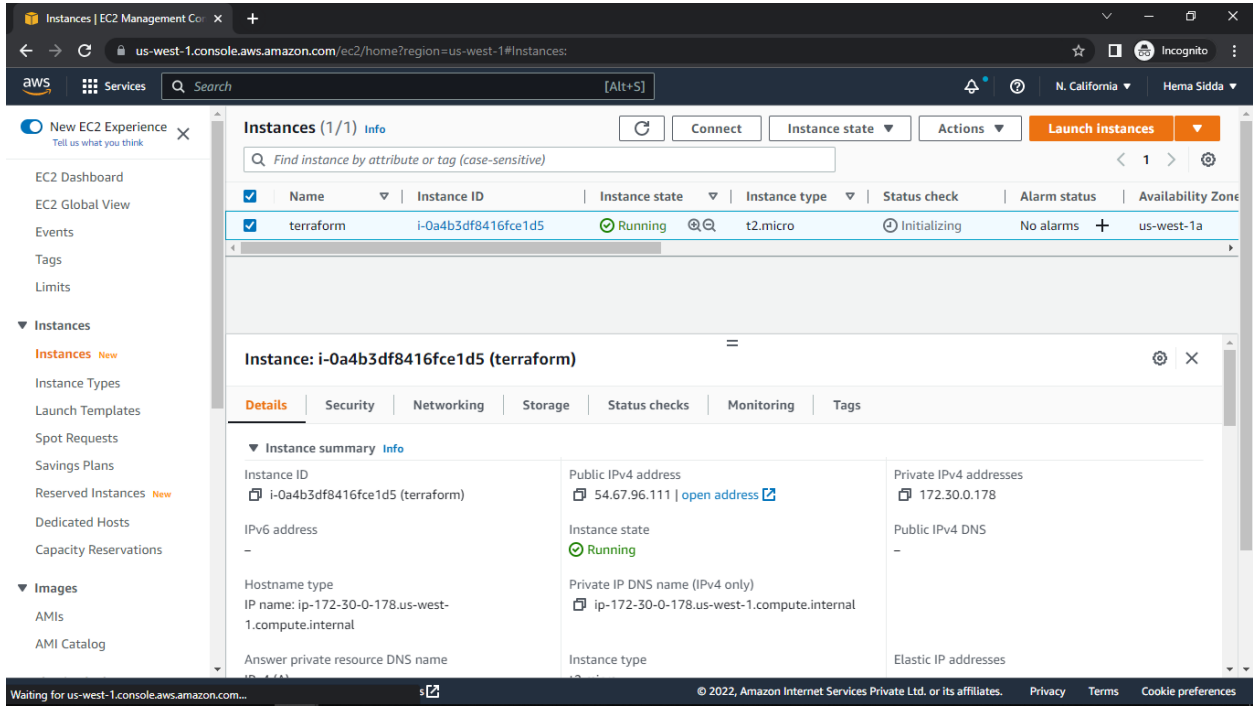 Instances | EC2 Management Con
us-west-1.console.aws.amazon.com/ec2/home?region=us-west-1#Instances:
Incognito
aws
Services
Search
[Alt+S]
N. California
Hema Sidda
New EC2 Experience
Tell us what you think
EC2 Dashboard
EC2 Global View
Events
Tags
Limits
Instances
Instances New
Instance Types
Launch Templates
Spot Requests
Savings Plans
Reserved Instances New
Dedicated Hosts
Capacity Reservations
Images
AMIs
AMI Catalog
Instances (1/1) Info
Connect
Instance state
Actions
Launch instances
Find instance by attribute or tag (case-sensitive)
1
Name Instance ID Instance state Instance type Status check Alarm status Availability Zone
terraform i-0a4b3df8416fce1d5 Running t2.micro Initializing No alarms + us-west-1a
Instance: i-0a4b3df8416fce1d5 (terraform)
Details Security Networking Storage Status checks Monitoring Tags
Instance summary Info
Instance ID
i-0a4b3df8416fce1d5 (terraform)
Public IPv4 address
54.67.96.111 | open address
Private IPv4 addresses
172.30.0.178
IPv6 address
–
Instance state
Running
Public IPv4 DNS
–
Hostname type
IP name: ip-172-30-0-178.us-west-
1.compute.internal
Private IP DNS name (IPv4 only)
ip-172-30-0-178.us-west-1.compute.internal
Answer private resource DNS name
Instance type
Elastic IP addresses
Waiting for us-west-1.console.aws.amazon.com...
© 2022, Amazon Internet Services Private Ltd. or its affiliates.
Privacy
Terms
Cookie preferences